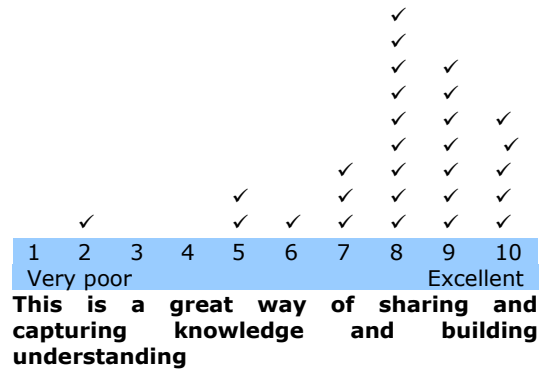 ✓
✓
✓ ✓
✓ ✓
✓ ✓ ✓
✓ ✓ ✓
✓ ✓ ✓ ✓
✓ ✓ ✓ ✓ ✓
✓ ✓ ✓ ✓ ✓ ✓ ✓
1 2 3 4 5 6 7 8 9 10
Very poor Excellent
This is a great way of sharing and
capturing knowledge and building
understanding